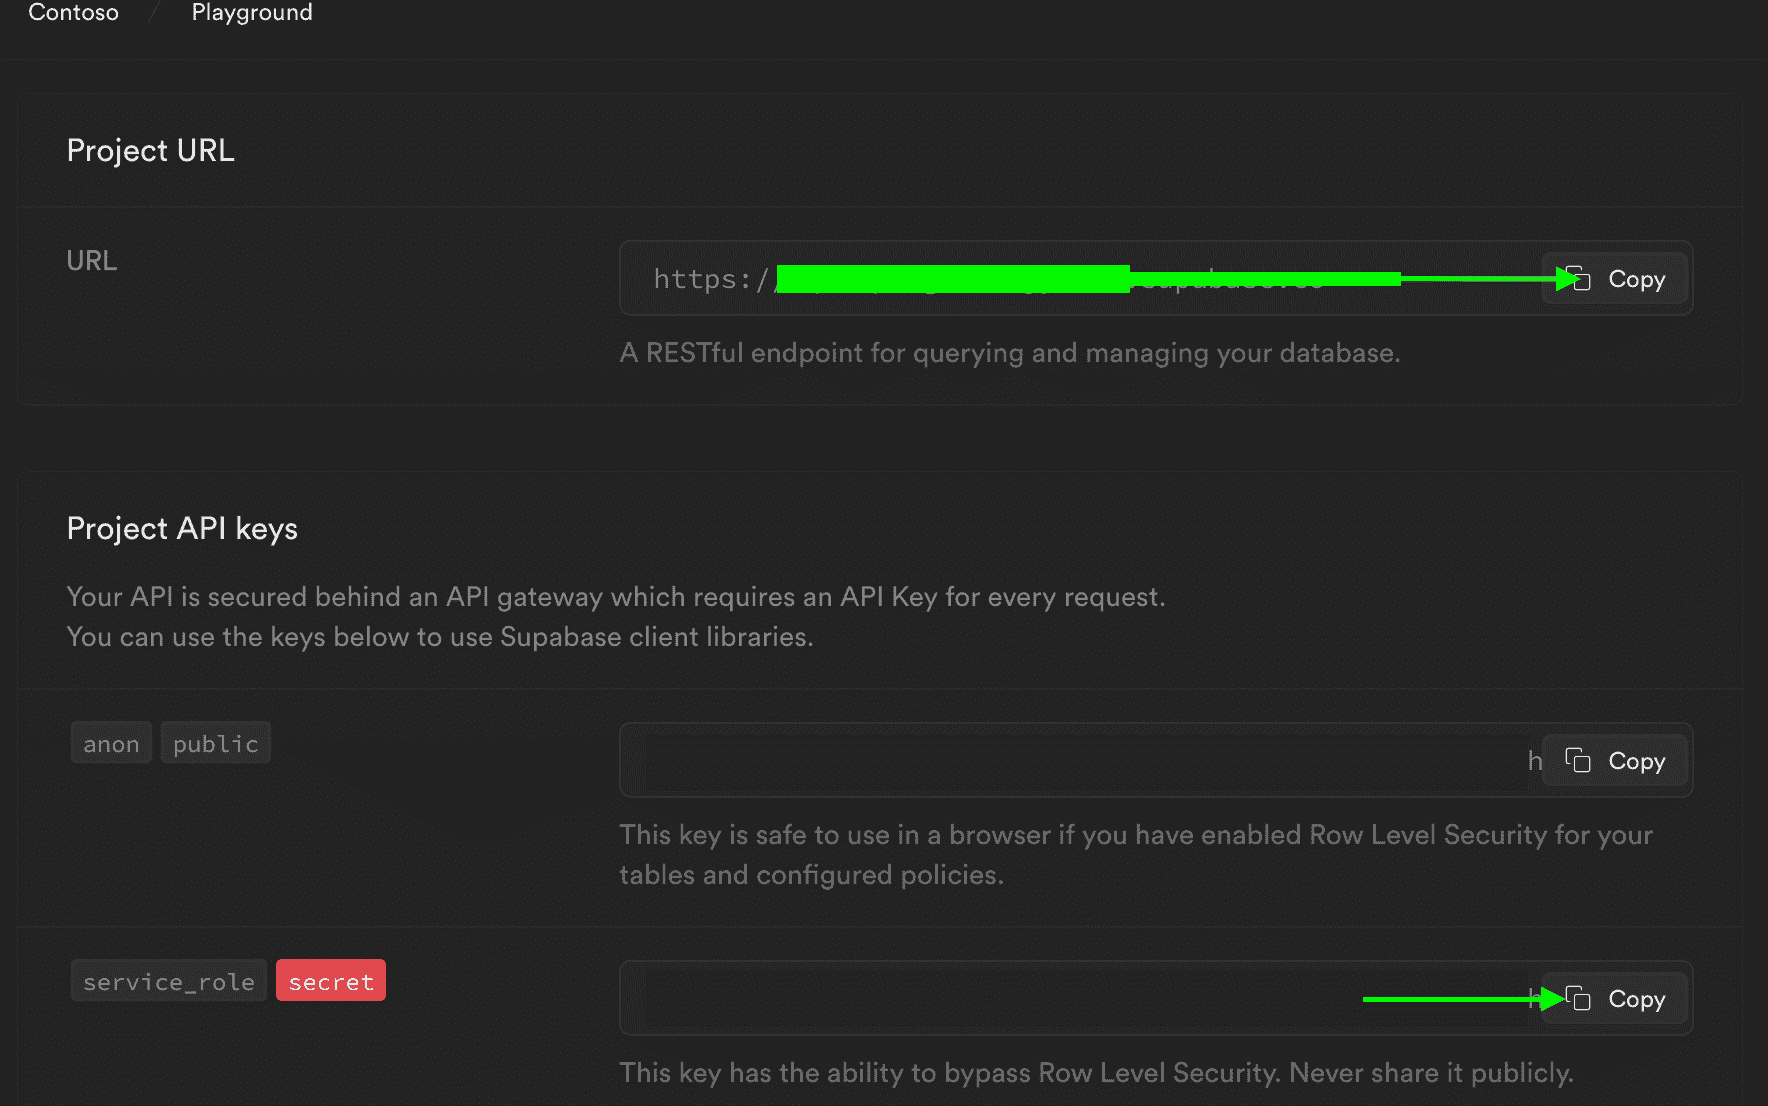 Contoso / Playground
Project URL
URL
https://
Copy
A RESTful endpoint for querying and managing your database.
Project API keys
Your API is secured behind an API gateway which requires an API Key for every request.
You can use the keys below to use Supabase client libraries.
anon public
h Copy
This key is safe to use in a browser if you have enabled Row Level Security for your
tables and configured policies.
service_role secret
h Copy
This key has the ability to bypass Row Level Security. Never share it publicly.